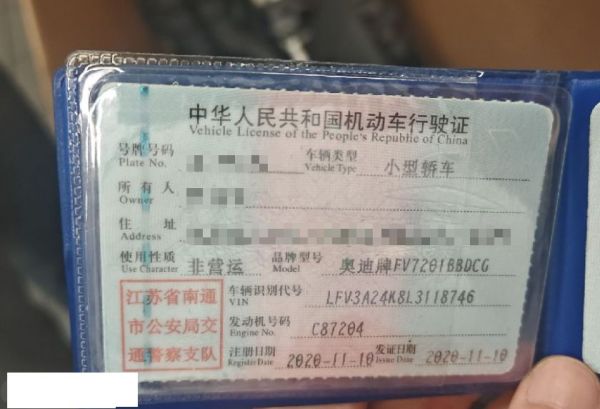 中华人民共和国机动车行驶证
Vehicle License of the People's Republic of China
号牌号码
Plate No.
车辆类型 小型轿车
Vehicle Type
所有人
Owner
住址
Address
使用性质 非营运
Use Character
品牌型号 奥迪牌FV7201BBDCG
Model
江苏省南通
市公安局交
通警察支队
车辆识别代号 LFV3A24K8L3118746
VIN
发动机号码 C87204
Engine No.
注册日期 2020-11-10
Register Date
发证日期 2020-11-10
Issue Date